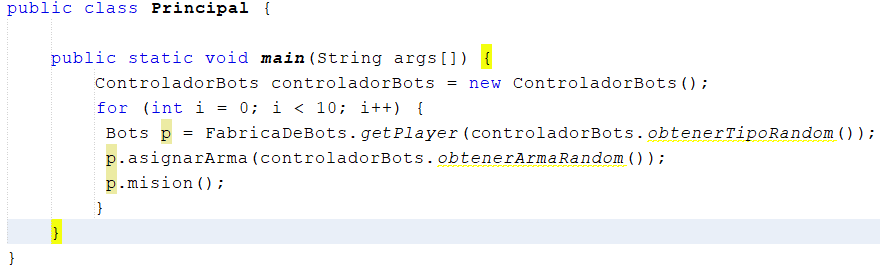 public class Principal {
public static void main(String args[]) {
ControladorBots controladorBots = new ControladorBots();
for (int i = 0; i < 10; i++) {
Bots p = FabricaDeBots.getPlayer(controladorBots.obtenerTipoRandom());
p.asignarArma(controladorBots.obtenerArmaRandom());
p.mision();
}
}
}